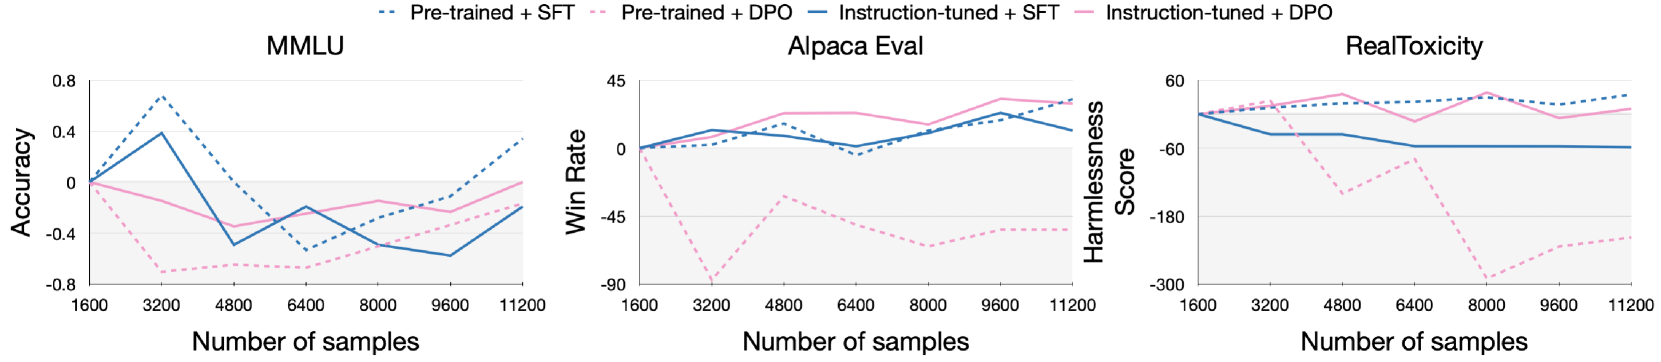 Pre-trained + SFT Pre-trained + DPO Instruction-tuned + SFT Instruction-tuned + DPO
MMLU
Accuracy
0.8
0.4
0
-0.4
-0.8
1600 3200 4800 6400 8000 9600 11200
Number of samples
Alpaca Eval
Win Rate
45
0
-45
-90
1600 3200 4800 6400 8000 9600 11200
Number of samples
RealToxicity
Harmlessness
Score
60
-60
-180
-300
1600 3200 4800 6400 8000 9600 11200
Number of samples